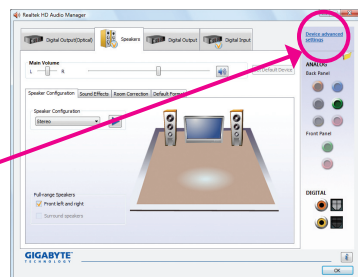 Realtek HD Audio Manager
Digital Output(Optical)
Speakers
Digital Output
Digital Input
Device advanced
settings
Main Volume
L
R
Set Default Device
ANALOG
Back Panel
Speaker Configuration
Sound Effects
Room Correction
Default Format
Speaker Configuration
Stereo
Front Panel
Full-range Speakers
Front left and right
Surround speakers
DIGITAL
GIGABYTE
TECHNOLOGY
OK